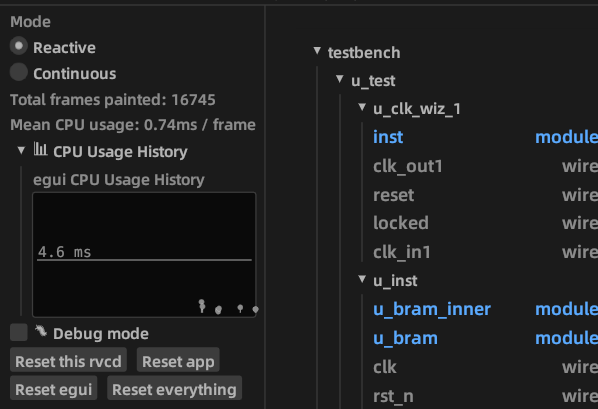 Mode
Reactive
Continuous
Total frames painted: 16745
Mean CPU usage: 0.74ms / frame
CPU Usage History
egui CPU Usage History
4.6 ms
Debug mode
Reset this rvcd Reset app
Reset egui Reset everything
testbench
u_test
u_clk_wiz_1
inst module
clk_out1 wire
reset wire
locked wire
clk_in1 wire
u_inst
u_bram_inner module
u_bram module
clk wire
rst_n wire